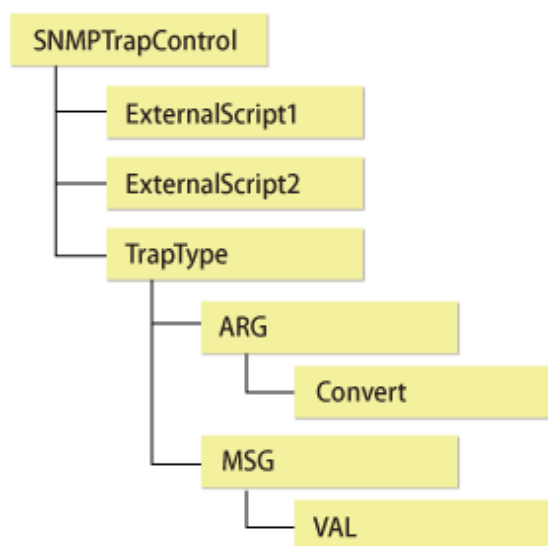 SNMPTrapControl
ExternalScript1
ExternalScript2
TrapType
ARG
Convert
MSG
VAL